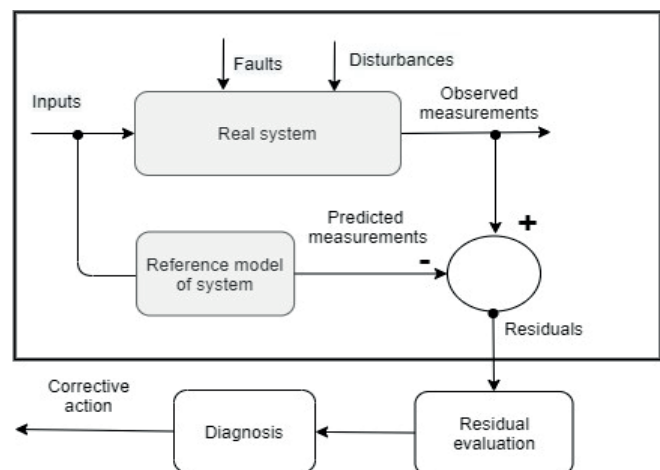 Faults
Disturbances
Inputs
Real system
Observed
measurements
Predicted
measurements
+
-
Reference model
of system
Residuals
Corrective
action
Diagnosis
Residual
evaluation